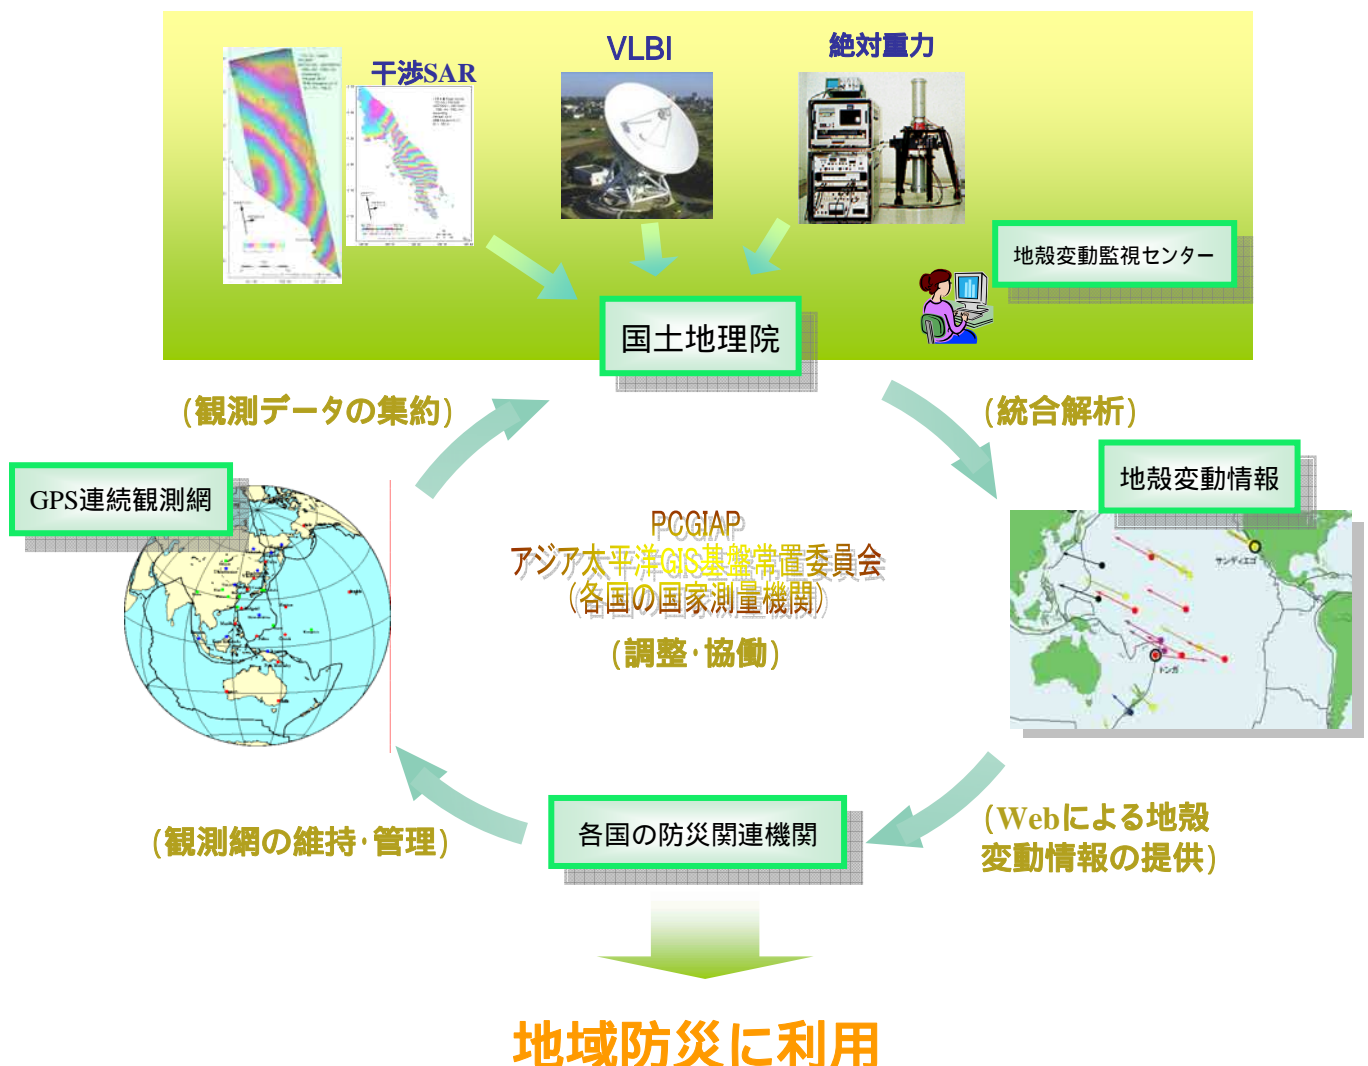 VLBI
絶対重力
干渉SAR
地殻変動監視センター
国土地理院
(観測データの集約)
(統合解析)
GPS連続観測網
地殻変動情報
PCGIAP
アジア太平洋GIS基盤常置委員会
(各国の国家測量機関)
(調整・協働)
サンディエゴ
トンガ
(観測網の維持・管理)
各国の防災関連機関
(Webによる地殻
変動情報の提供)
地域防災に利用